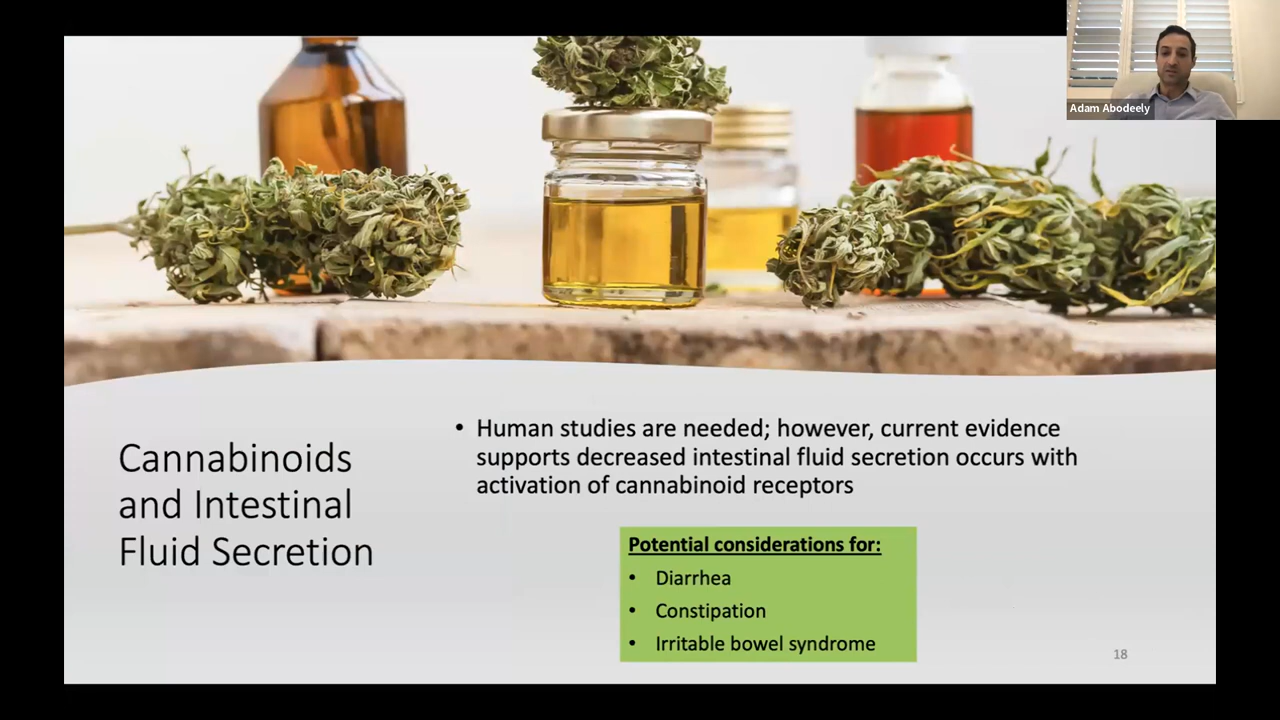 Adam Abodeely
Cannabinoids
and Intestinal
Fluid Secretion
• Human studies are needed; however, current evidence
supports decreased intestinal fluid secretion occurs with
activation of cannabinoid receptors
Potential considerations for:
• Diarrhea
• Constipation
• Irritable bowel syndrome
18